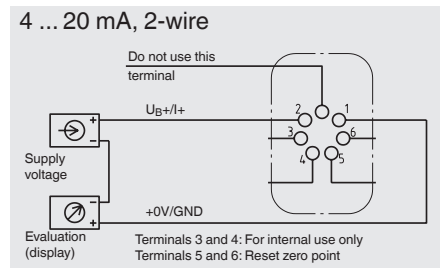 4 ... 20 mA, 2-wire
Do not use this
terminal
UB+/I+
2
1
3
6
4
5
+
-
Supply
voltage
-
+
+0V/GND
Evaluation
(display)
Terminals 3 and 4: For internal use only
Terminals 5 and 6: Reset zero point